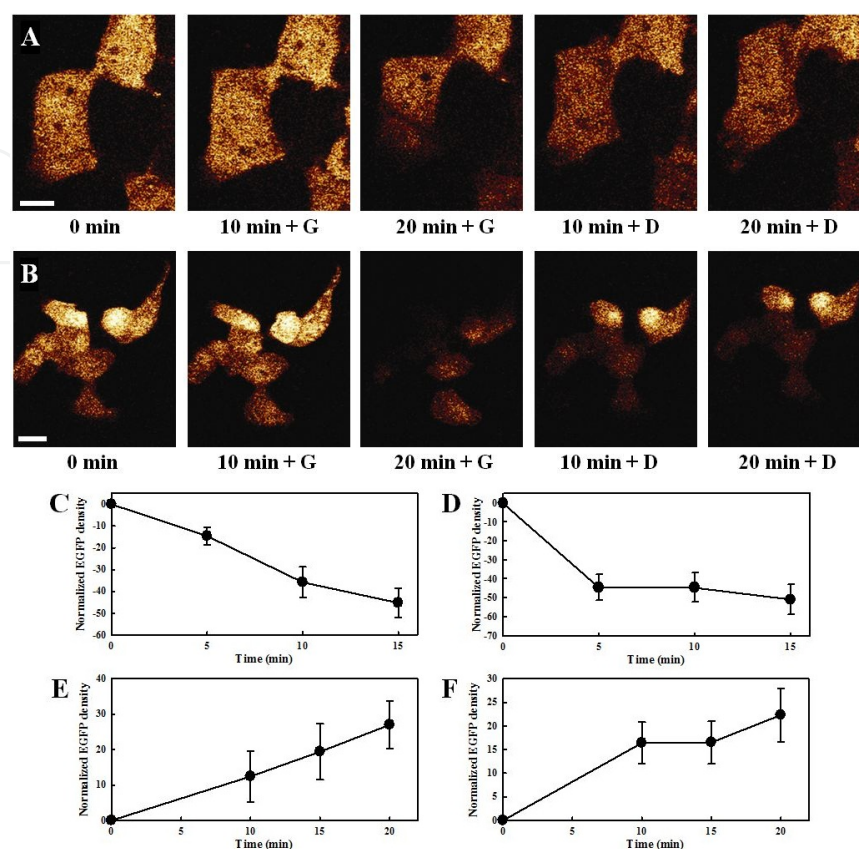 A
0 min 10 min + G 20 min + G 10 min + D 20 min + D
B
0 min 10 min + G 20 min + G 10 min + D 20 min + D
C
Normalized EGFP density
0
-10
-20
-30
-40
-50
-60
0 5 10 15
Time (min)
D
Normalized EGFP density
0
-10
-20
-30
-40
-50
-60
-70
0 5 10 15
Time (min)
E
Normalized EGFP density
40
30
20
10
0
0 5 10 15 20
Time (min)
F
Normalized EGFP density
30
25
20
15
10
5
0
0 5 10 15 20
Time (min)